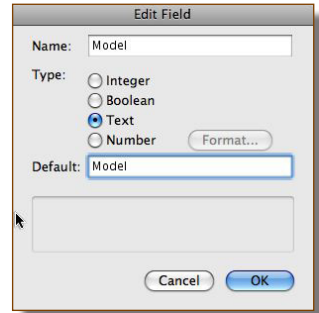 Edit Field
Name: Model
Type:
Integer
Boolean
Text
Number Format...
Default: Model
Cancel OK